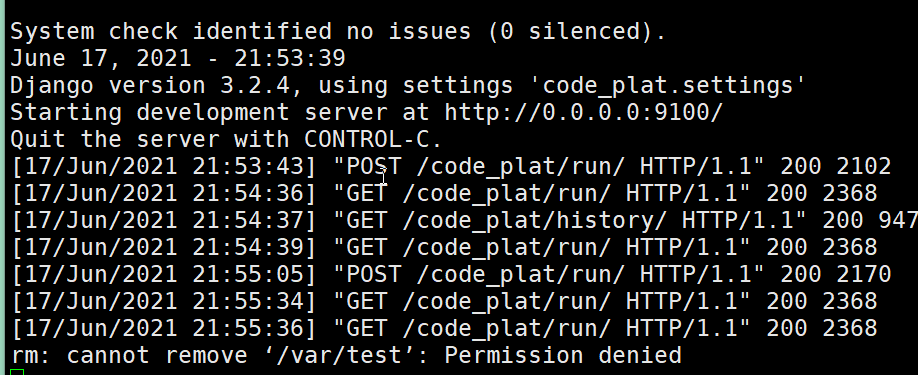 System check identified no issues (0 silenced).
June 17, 2021 - 21:53:39
Django version 3.2.4, using settings 'code_plat.settings'
Starting development server at http://0.0.0.0:9100/
Quit the server with CONTROL-C.
[17/Jun/2021 21:53:43] "POST /code_plat/run/ HTTP/1.1" 200 2102
[17/Jun/2021 21:54:36] "GET /code_plat/run/ HTTP/1.1" 200 2368
[17/Jun/2021 21:54:37] "GET /code_plat/history/ HTTP/1.1" 200 947
[17/Jun/2021 21:54:39] "GET /code_plat/run/ HTTP/1.1" 200 2368
[17/Jun/2021 21:55:05] "POST /code_plat/run/ HTTP/1.1" 200 2170
[17/Jun/2021 21:55:34] "GET /code_plat/run/ HTTP/1.1" 200 2368
[17/Jun/2021 21:55:36] "GET /code_plat/run/ HTTP/1.1" 200 2368
rm: cannot remove ‘/var/test’: Permission denied